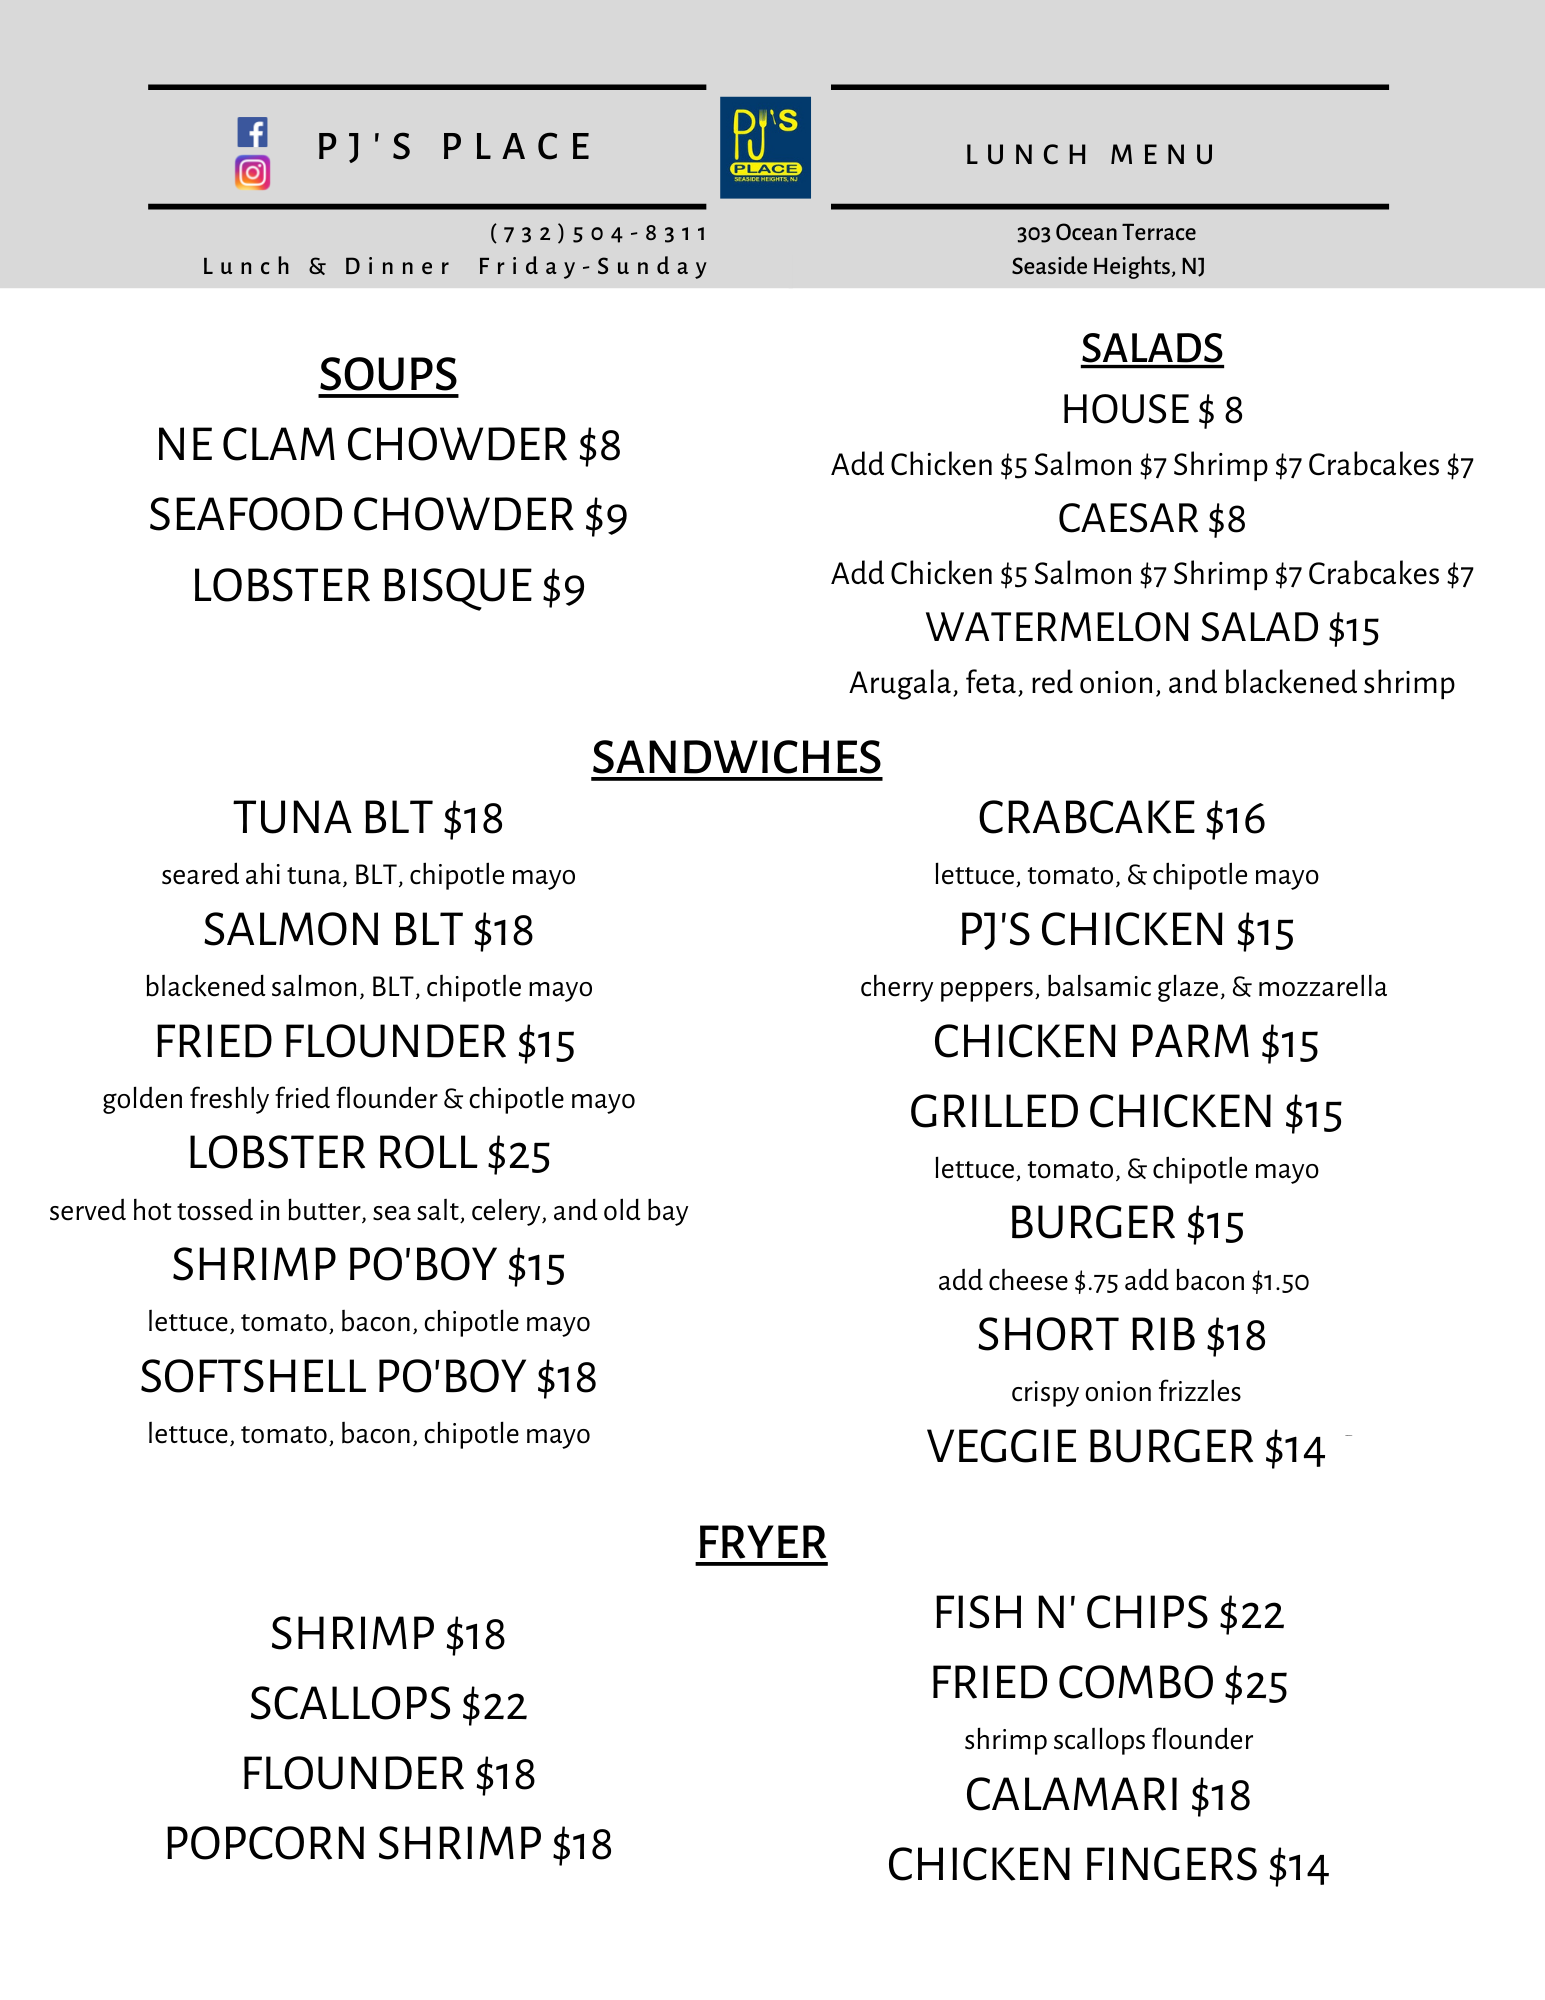 PJ'S PLACE
PJ'S
PLACE
SEASIDE HEIGHTS, NJ
LUNCH MENU
(732)504-8311
Lunch & Dinner Friday-Sunday
303 Ocean Terrace
Seaside Heights, NJ
SOUPS
NE CLAM CHOWDER $8
SEAFOOD CHOWDER $9
LOBSTER BISQUE $9
SALADS
HOUSE $ 8
Add Chicken $5 Salmon $7 Shrimp $7 Crabcakes $7
CAESAR $8
Add Chicken $5 Salmon $7 Shrimp $7 Crabcakes $7
WATERMELON SALAD $15
Arugala, feta, red onion, and blackened shrimp
SANDWICHES
TUNA BLT $18
seared ahi tuna, BLT, chipotle mayo
SALMON BLT $18
blackened salmon, BLT, chipotle mayo
FRIED FLOUNDER $15
golden freshly fried flounder & chipotle mayo
LOBSTER ROLL $25
served hot tossed in butter, sea salt, celery, and old bay
SHRIMP PO'BOY $15
lettuce, tomato, bacon, chipotle mayo
SOFTSHELL PO'BOY $18
lettuce, tomato, bacon, chipotle mayo
CRABCAKE $16
lettuce, tomato, & chipotle mayo
PJ'S CHICKEN $15
cherry peppers, balsamic glaze, & mozzarella
CHICKEN PARM $15
GRILLED CHICKEN $15
lettuce, tomato, & chipotle mayo
BURGER $15
add cheese $.75 add bacon $1.50
SHORT RIB $18
crispy onion frizzles
VEGGIE BURGER $14
FRYER
SHRIMP $18
SCALLOPS $22
FLOUNDER $18
POPCORN SHRIMP $18
FISH N' CHIPS $22
FRIED COMBO $25
shrimp scallops flounder
CALAMARI $18
CHICKEN FINGERS $14